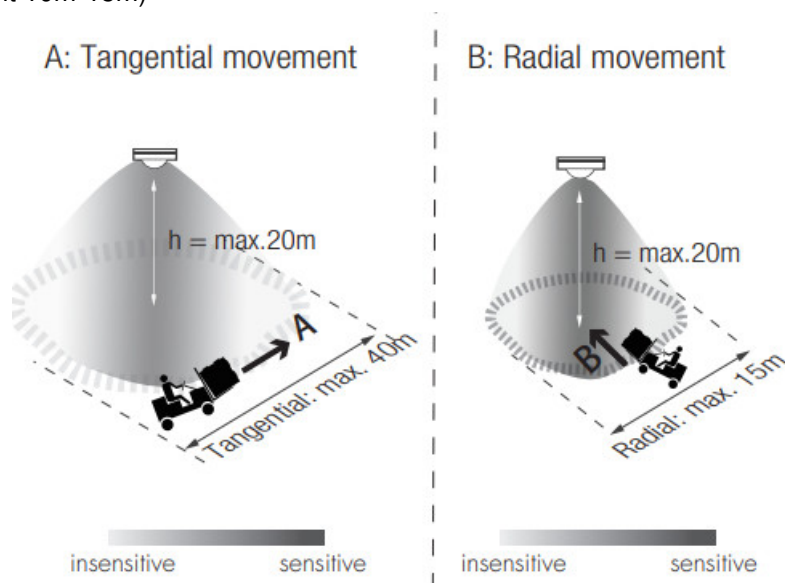 A: Tangential movement
h = max.20m
A
Tangential: max. 40m
insensitive sensitive
B: Radial movement
h = max.20m
B
Radial: max. 15m
insensitive sensitive